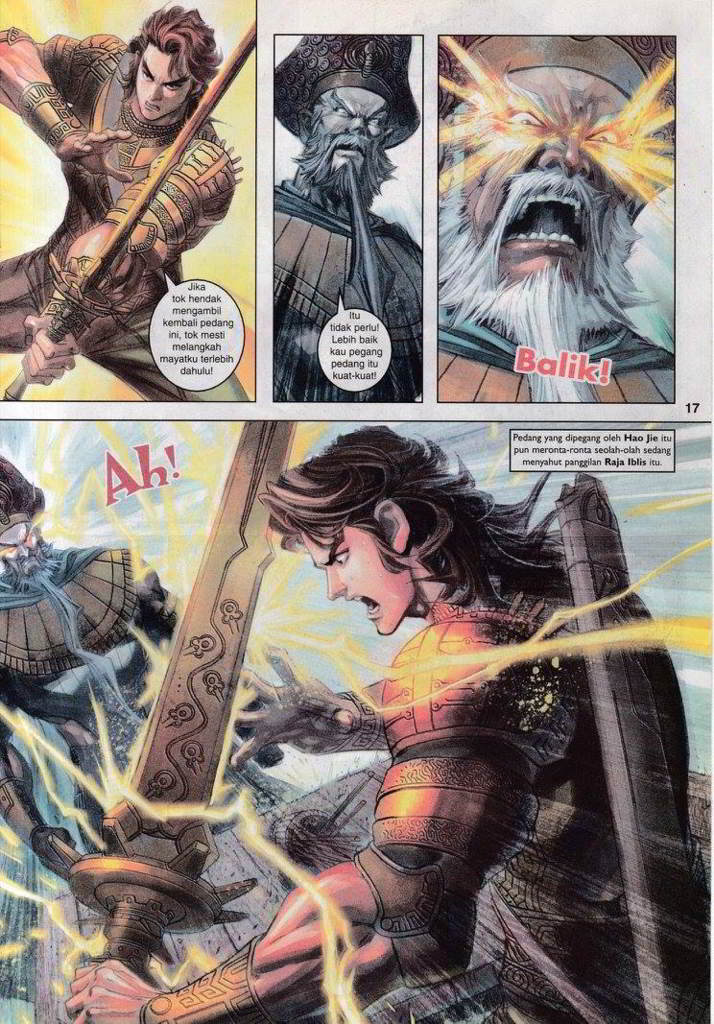 Jika
tok hendak
mengambil
kembali pedang
ini, tok mesti
melangkah
mayatku terlebih
dahulu!
Itu
tidak perlu!
Lebih baik
kau pegang
pedang itu
kuat-kuat!
Balik!
17
Ah!
Pedang yang dipegang oleh Hao Jie itu
pun meronta-ronta seolah-olah sedang
menyahut panggilan Raja Iblis itu.